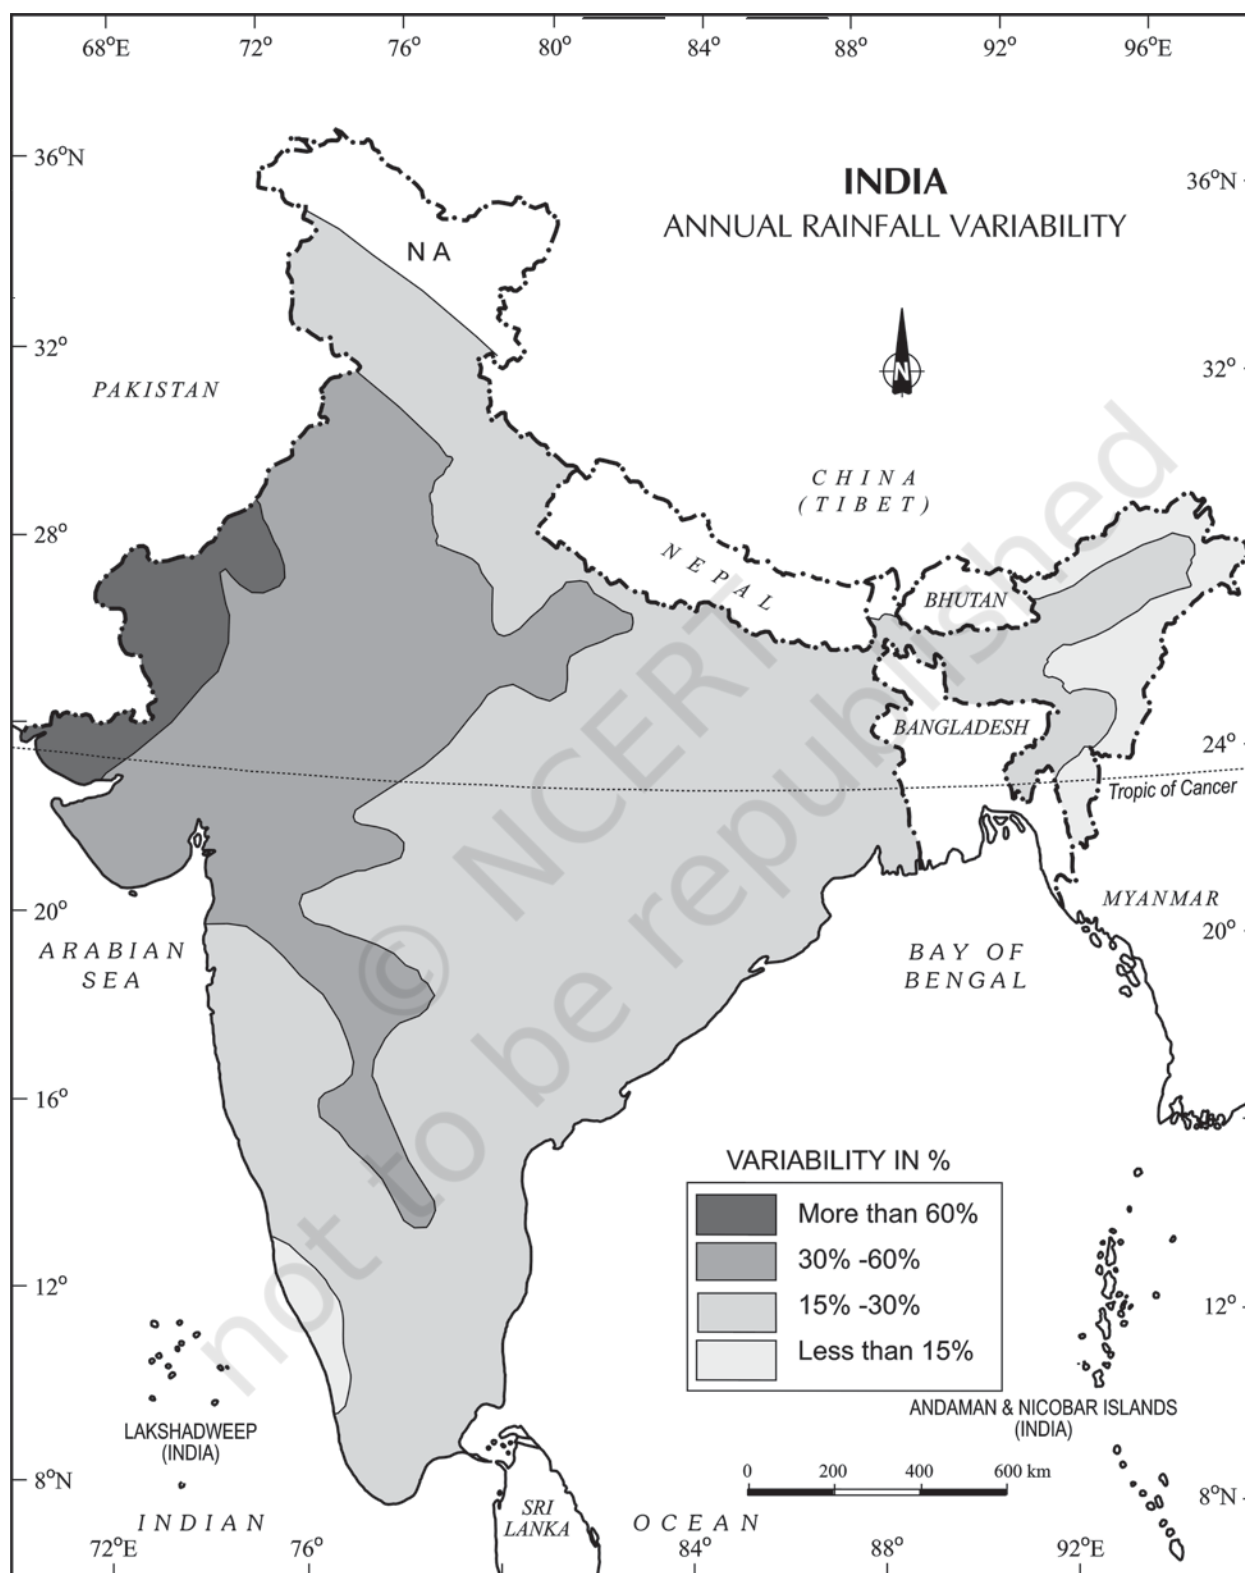 68°E 72° 76° 80° 84° 88° 92° 96°E
36°N
INDIA
36°N
ANNUAL RAINFALL VARIABILITY
N A
32°
N
32°
PAKISTAN
CHINA
(TIBET)
28°
NEPAL
BHUTAN
BANGLADESH
24°
Tropic of Cancer
20°
MYANMAR
20°
ARABIAN
SEA
BAY OF
BENGAL
© NCERT
not to be republished
16°
VARIABILITY IN %
More than 60%
30% -60%
15% -30%
Less than 15%
12°
12°
LAKSHADWEEP
(INDIA)
ANDAMAN & NICOBAR ISLANDS
(INDIA)
8°N
0 200 400 600 km
8°N
SRI
LANKA
INDIAN OCEAN
72°E 76° 84° 88° 92°E